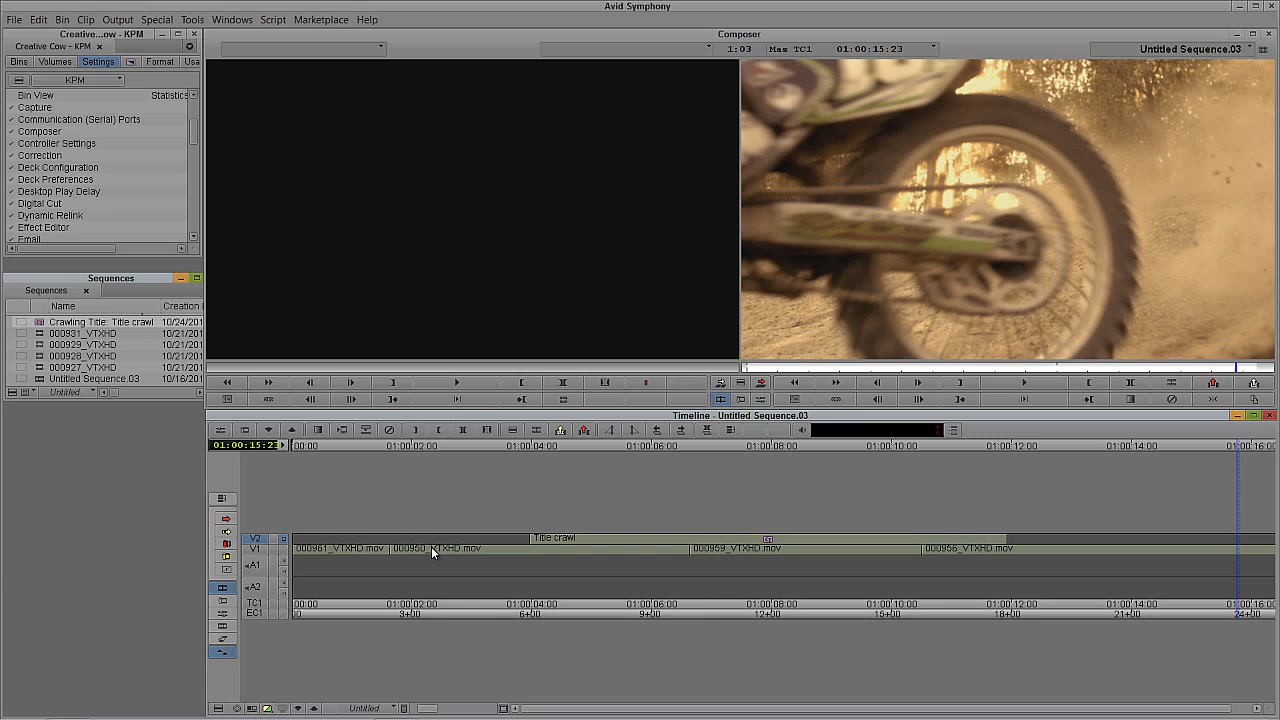 Avid Symphony
File Edit Bin Clip Output Special Tools Windows Script Marketplace Help
Creative...ow - KPM
Composer
Creative Cow - KPM
1:03 Mas TC1 01:00:15:23
Untitled Sequence.03
Bins Volumes Settings Format Usa
KPM
Bin View Statistics
Capture
Communication (Serial) Ports
Composer
Controller Settings
Correction
Deck Configuration
Deck Preferences
Desktop Play Delay
Digital Cut
Dynamic Relink
Effect Editor
Email
Sequences
Sequences
Name Creation
Crawling Title: Title crawl 10/24/201
000931_VTXHD 10/21/201
000929_VTXHD 10/21/201
000928_VTXHD 10/21/201
000927_VTXHD 10/21/201
Untitled Sequence.03 10/16/201
Untitled
Timeline - Untitled Sequence.03
01:00:15:23 00:00 01:00:02:00 01:00:04:00 01:00:06:00 01:00:08:00 01:00:10:00 01:00:12:00 01:00:14:00 01:00:16:00
V2 Title crawl
V1 000961_VTXHD.mov 000950_VTXHD.mov 000959_VTXHD.mov 000956_VTXHD.mov
A1
A2
TC1 00:00 01:00:02:00 01:00:04:00 01:00:06:00 01:00:08:00 01:00:10:00 01:00:12:00 01:00:14:00 01:00:16:00
EC1 00 3+00 6+00 9+00 12+00 15+00 18+00 21+00 24+00
Untitled